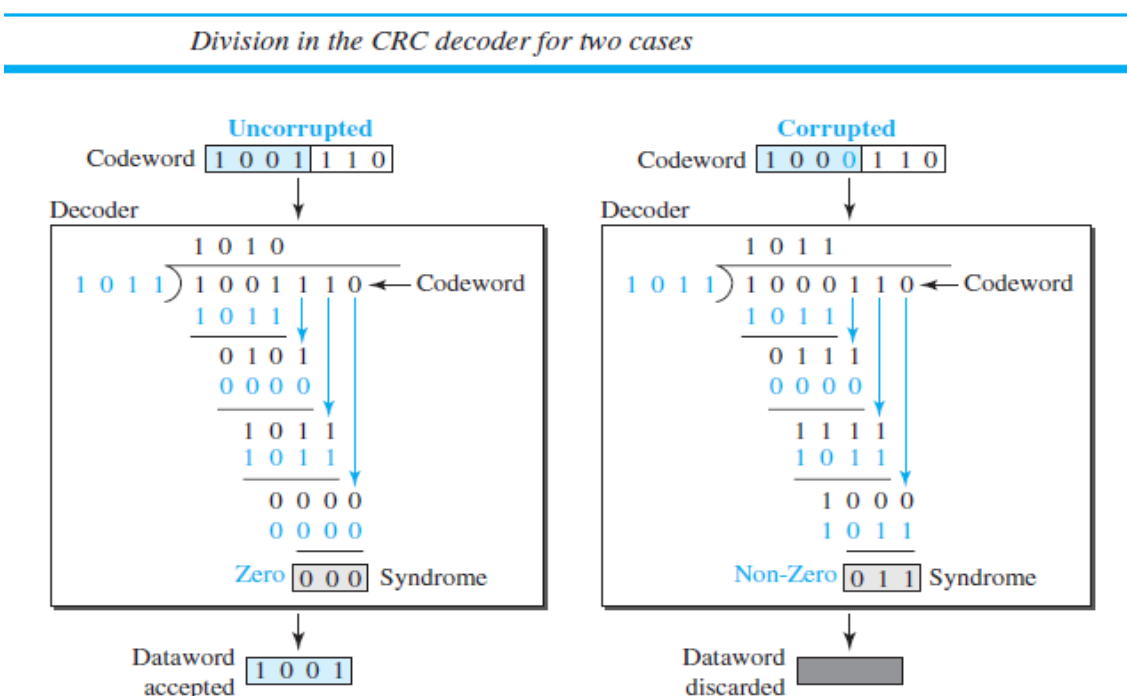 Division in the CRC decoder for two cases
Uncorrupted
Codeword 1 0 0 1 1 1 0
Decoder
1 0 1 0
1 0 1 1 ) 1 0 0 1 1 1 0 Codeword
1 0 1 1
0 1 0 1
0 0 0 0
1 0 1 1
1 0 1 1
0 0 0 0
0 0 0 0
Zero 0 0 0 Syndrome
Dataword
accepted 1 0 0 1
Corrupted
Codeword 1 0 0 0 1 1 0
Decoder
1 0 1 1
1 0 1 1 ) 1 0 0 0 1 1 0 Codeword
1 0 1 1
0 1 1 1
0 0 0 0
1 1 1 1
1 0 1 1
1 0 0 0
1 0 1 1
Non-Zero 0 1 1 Syndrome
Dataword
discarded